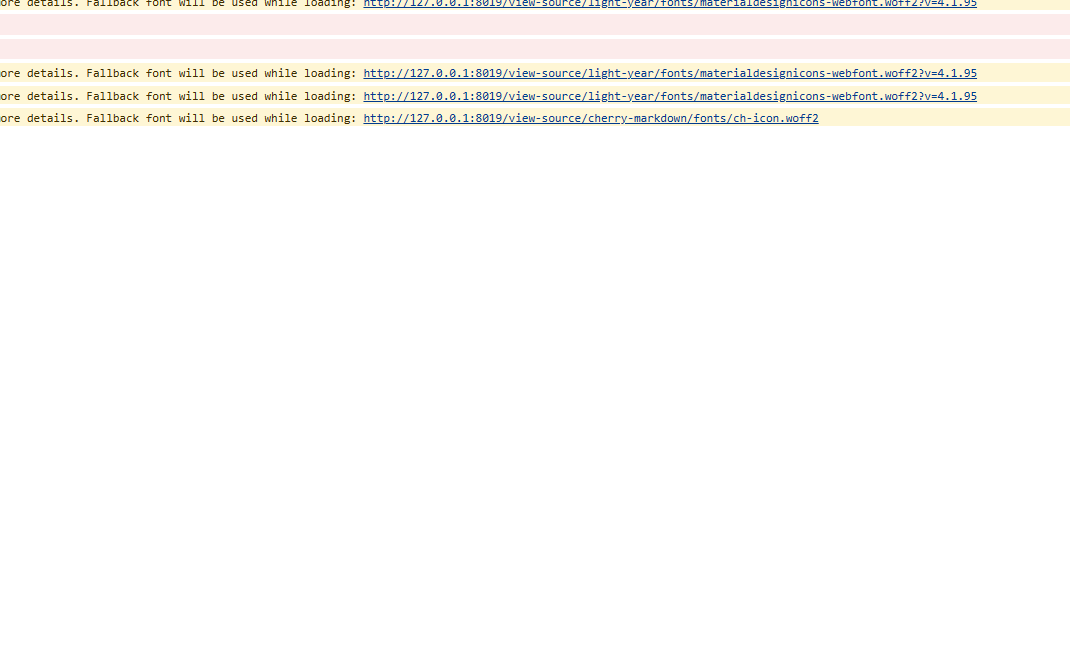 ore details. Fallback font will be used while loading: http://127.0.0.1:8019/view-source/light-year/fonts/materialdesignicons-webfont.woff2?v=4.1.95
ore details. Fallback font will be used while loading: http://127.0.0.1:8019/view-source/light-year/fonts/materialdesignicons-webfont.woff2?v=4.1.95
ore details. Fallback font will be used while loading: http://127.0.0.1:8019/view-source/light-year/fonts/materialdesignicons-webfont.woff2?v=4.1.95
ore details. Fallback font will be used while loading: http://127.0.0.1:8019/view-source/cherry-markdown/fonts/ch-icon.woff2